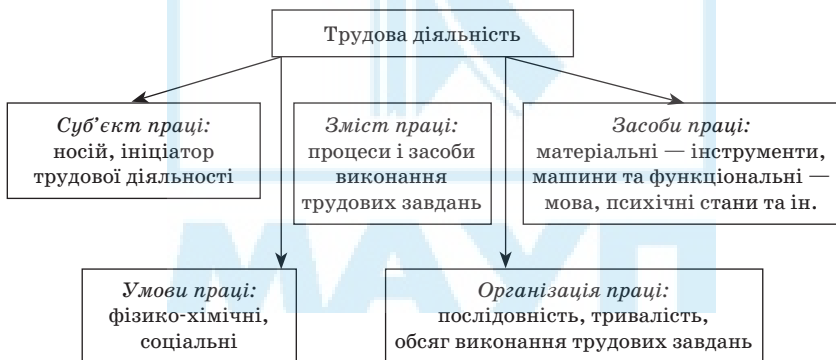 Трудова діяльність
Суб’єкт праці:
носій, ініціатор
трудової діяльності
Зміст праці:
процеси і засоби
виконання
трудових завдань
Засоби праці:
матеріальні — інструменти,
машини та функціональні —
мова, психічні стани та ін.
Умови праці:
фізико-хімічні,
соціальні
Організація праці:
послідовність, тривалість,
обсяг виконання трудових завдань
МАУП